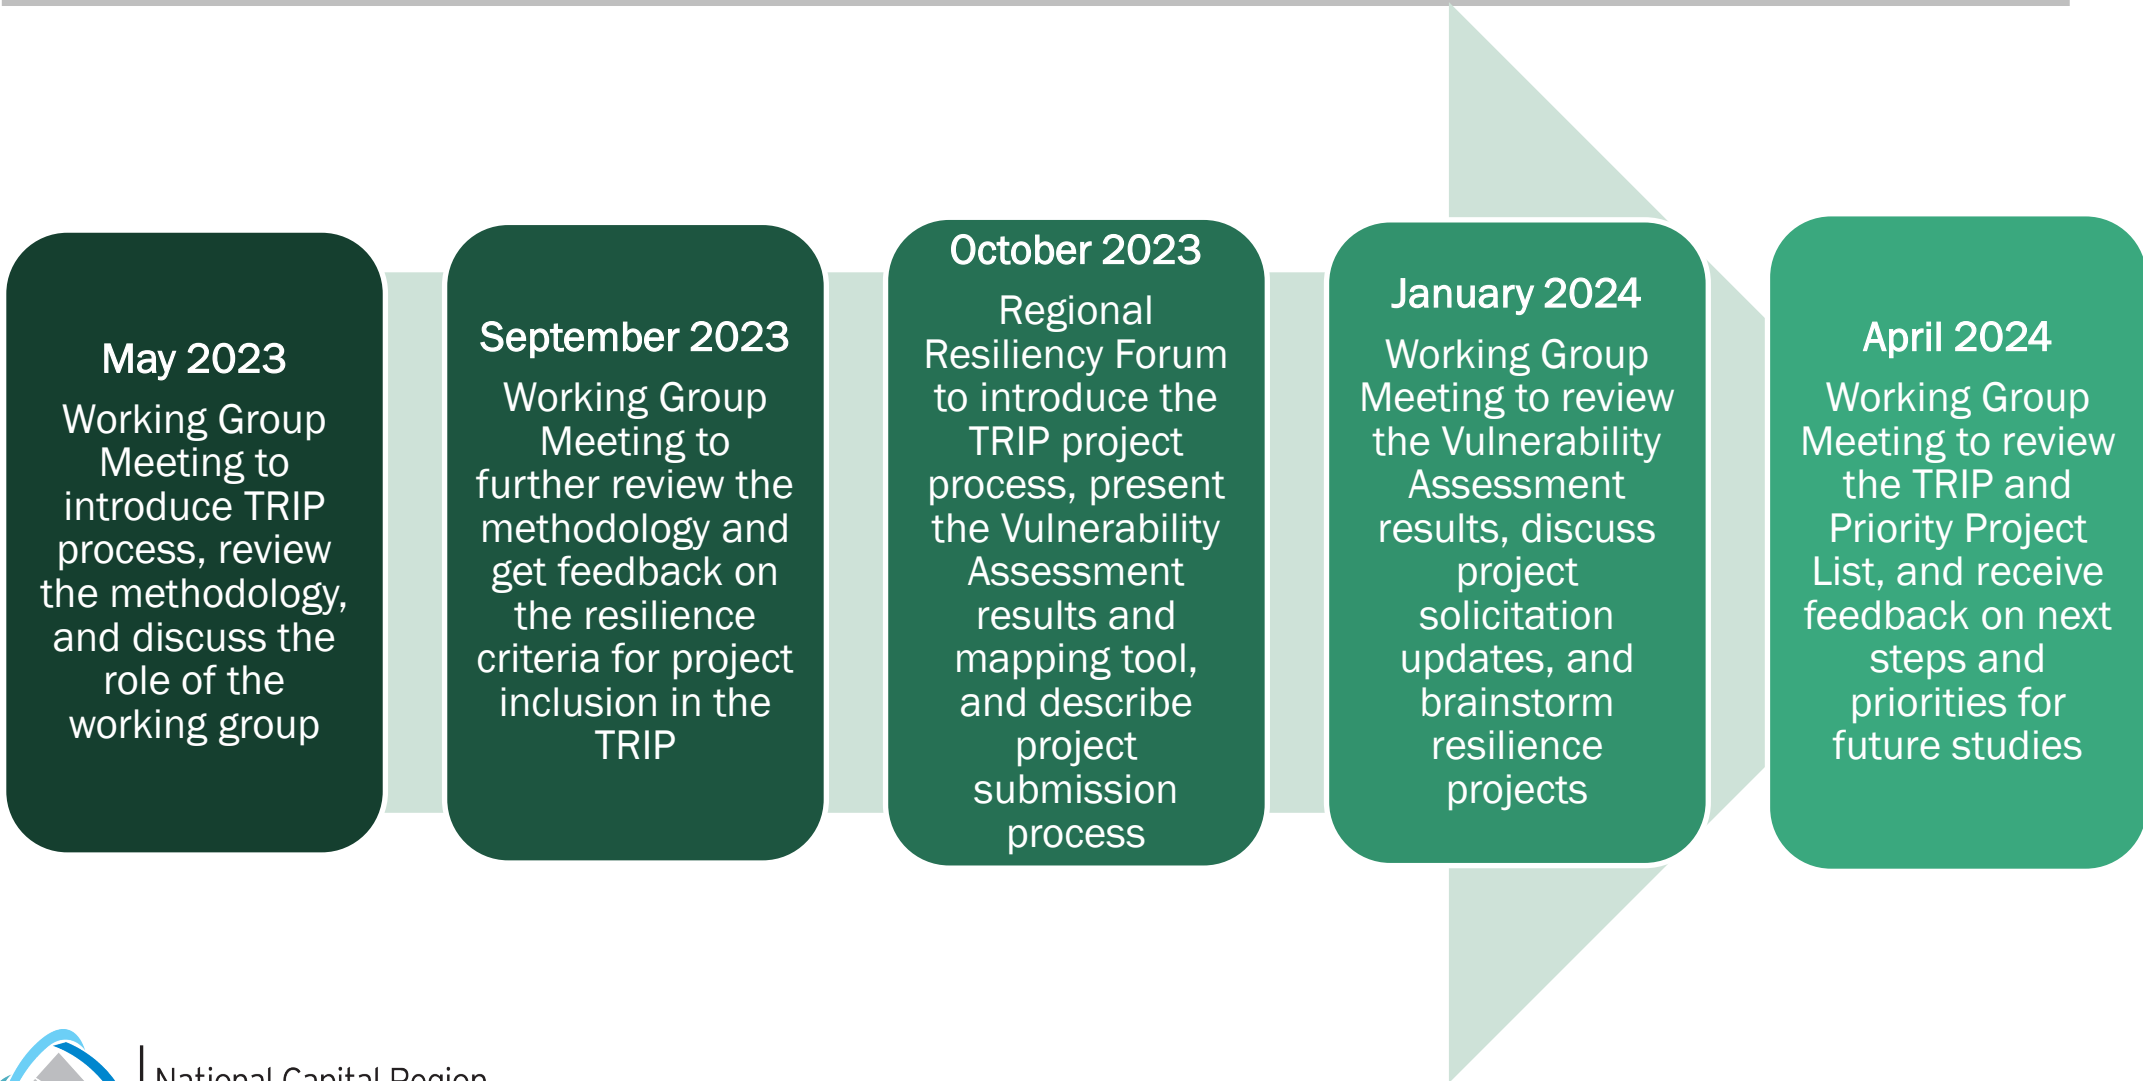 May 2023
Working Group
Meeting to
introduce TRIP
process, review
the methodology,
and discuss the
role of the
working group
September 2023
Working Group
Meeting to
further review the
methodology and
get feedback on
the resilience
criteria for project
inclusion in the
TRIP
October 2023
Regional
Resiliency Forum
to introduce the
TRIP project
process, present
the Vulnerability
Assessment
results and
mapping tool,
and describe
project
submission
process
January 2024
Working Group
Meeting to review
the Vulnerability
Assessment
results, discuss
project
solicitation
updates, and
brainstorm
resilience
projects
April 2024
Working Group
Meeting to review
the TRIP and
Priority Project
List, and receive
feedback on next
steps and
priorities for
future studies
National Capital Region